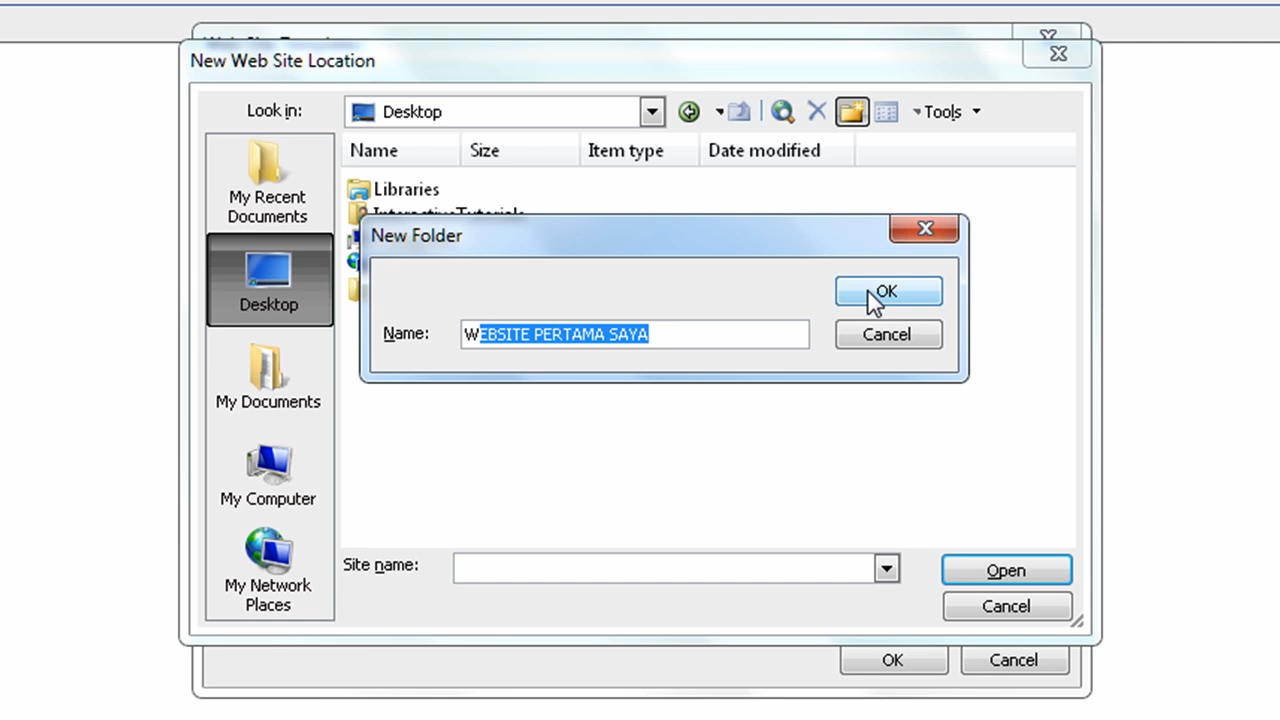 New Web Site Location
Look in:
Desktop
Tools
Name
Size
Item type
Date modified
My Recent
Documents
Desktop
My Documents
My Computer
My Network
Places
Libraries
InteractiveTutorials
New Folder
OK
Name:
WEBSITE PERTAMA SAYA
Cancel
Site name:
Open
Cancel
OK
Cancel